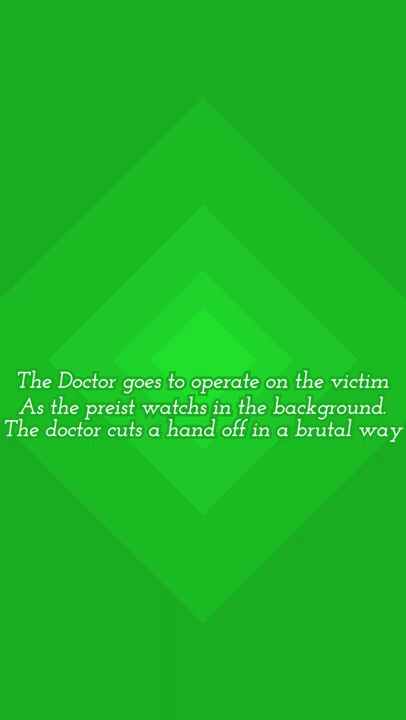 The Doctor goes to operate on the victim
As the preist watchs in the background.
The doctor cuts a hand off in a brutal way